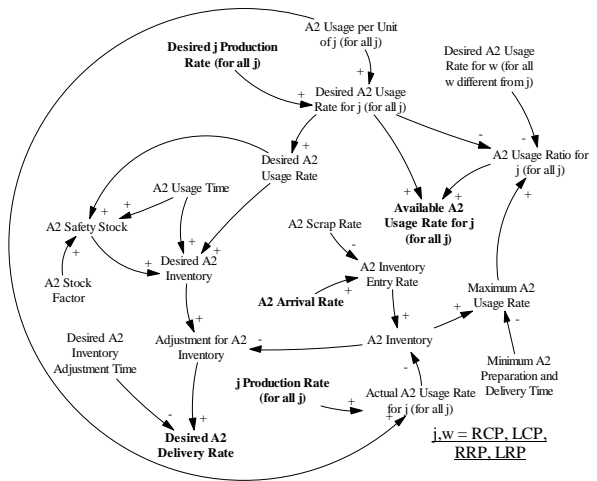 A2 Usage per Unit
of j (for all j)
Desired j Production
Rate (for all j)
Desired A2 Usage
Rate for w (for all
w different from j)
+
+
Desired A2 Usage
Rate for j (for all j)
+
-
-
Desired A2
Usage Rate
A2 Usage Ratio for
j (for all j)
A2 Usage Time
+
+
+
+
+
A2 Safety Stock
Available A2
Usage Rate for j
(for all j)
A2 Scrap Rate
+
+
+
-
+
Desired A2
Inventory
A2 Stock
Factor
A2 Inventory
Entry Rate
A2 Arrival Rate
+
Maximum A2
Usage Rate
+
+
+
-
Desired A2
Inventory
Adjustment Time
Adjustment for A2
Inventory
-
A2 Inventory
-
Minimum A2
Preparation and
Delivery Time
j Production Rate
(for all j)
+
Actual A2 Usage Rate
for j (for all j)
+
-
+
Desired A2
Delivery Rate
j,w = RCP, LCP,
RRP, LRP